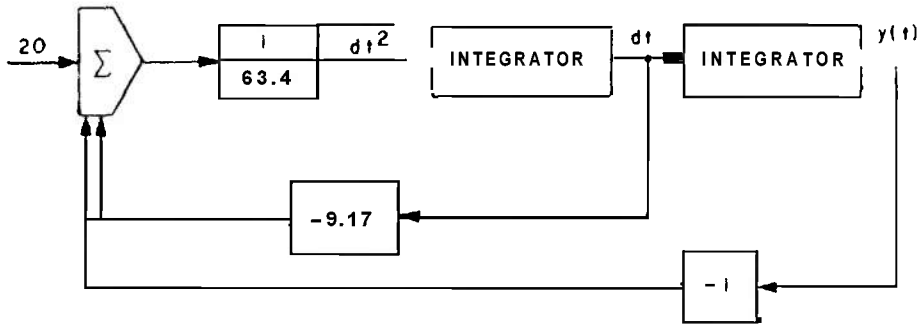 20
Σ
1
63.4
dt²
INTEGRATOR
dt
INTEGRATOR
y(t)
-9.17
-1